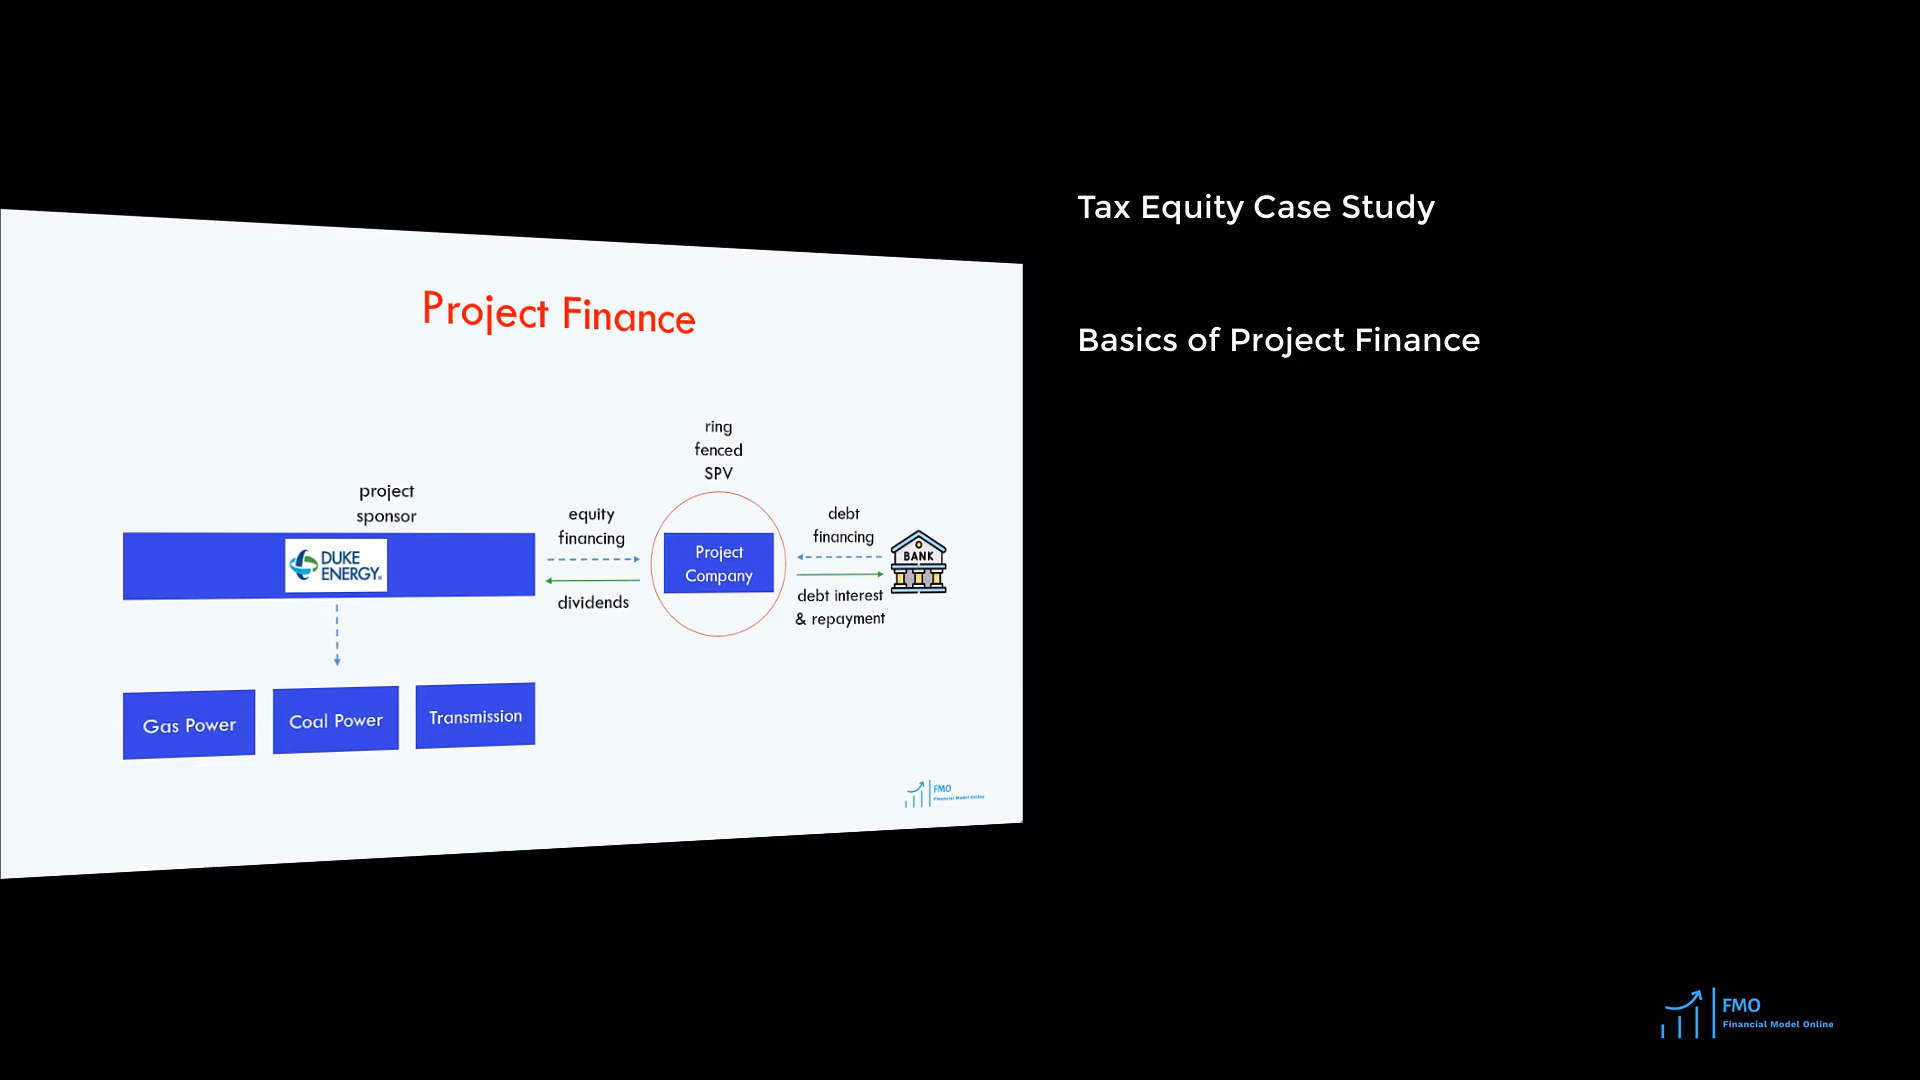 Tax Equity Case Study
Basics of Project Finance
Project Finance
ring
fenced
SPV
project
sponsor
DUKE
ENERGY®
equity
financing
dividends
Project
Company
debt
financing
BANK
debt interest
& repayment
Gas Power
Coal Power
Transmission
FMO
Financial Model Online
FMO
Financial Model Online